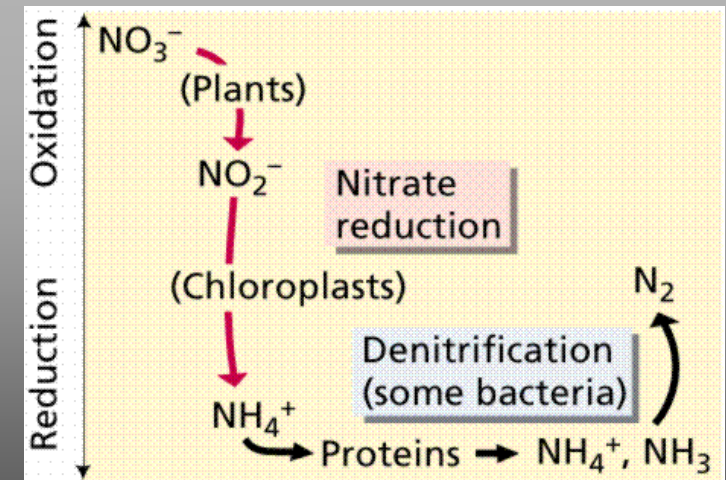 Oxidation
Reduction
NO₃⁻
(Plants)
NO₂⁻
Nitrate
reduction
(Chloroplasts)
N₂
Denitrification
(some bacteria)
NH₄⁺
Proteins
NH₄⁺, NH₃